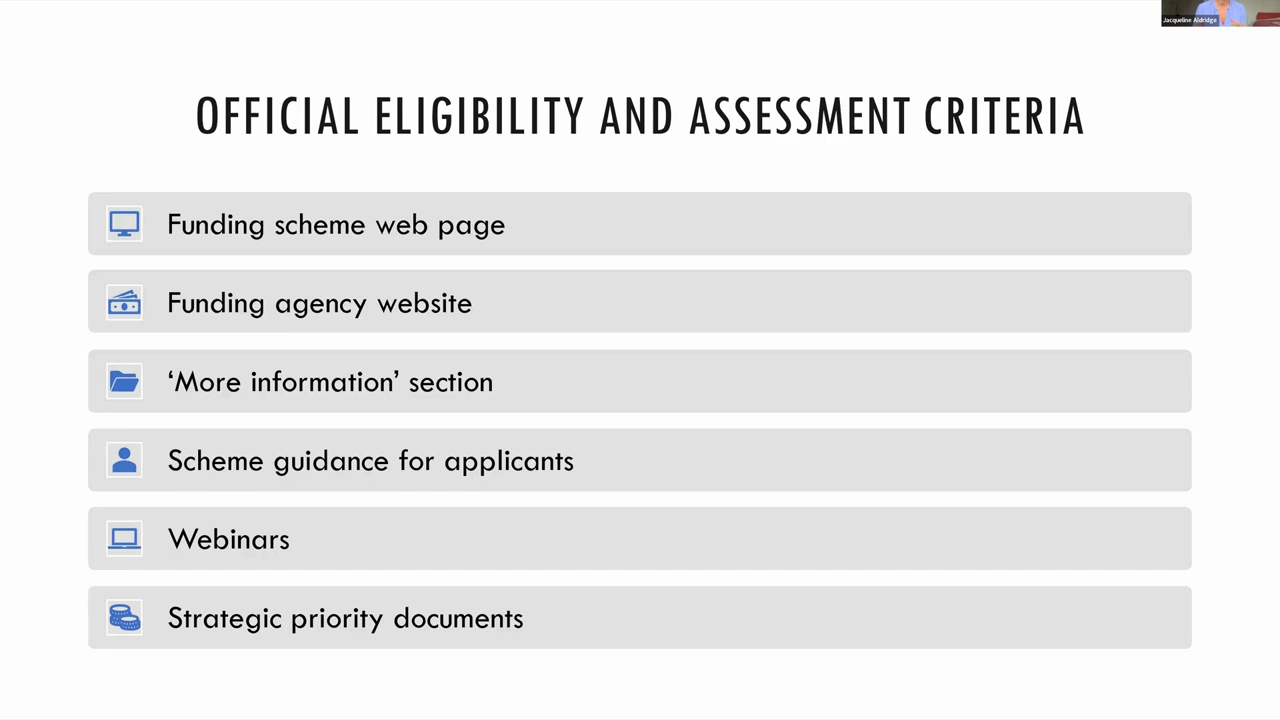 Jacqueline Aldridge
OFFICIAL ELIGIBILITY AND ASSESSMENT CRITERIA
Funding scheme web page
Funding agency website
‘More information’ section
Scheme guidance for applicants
Webinars
Strategic priority documents